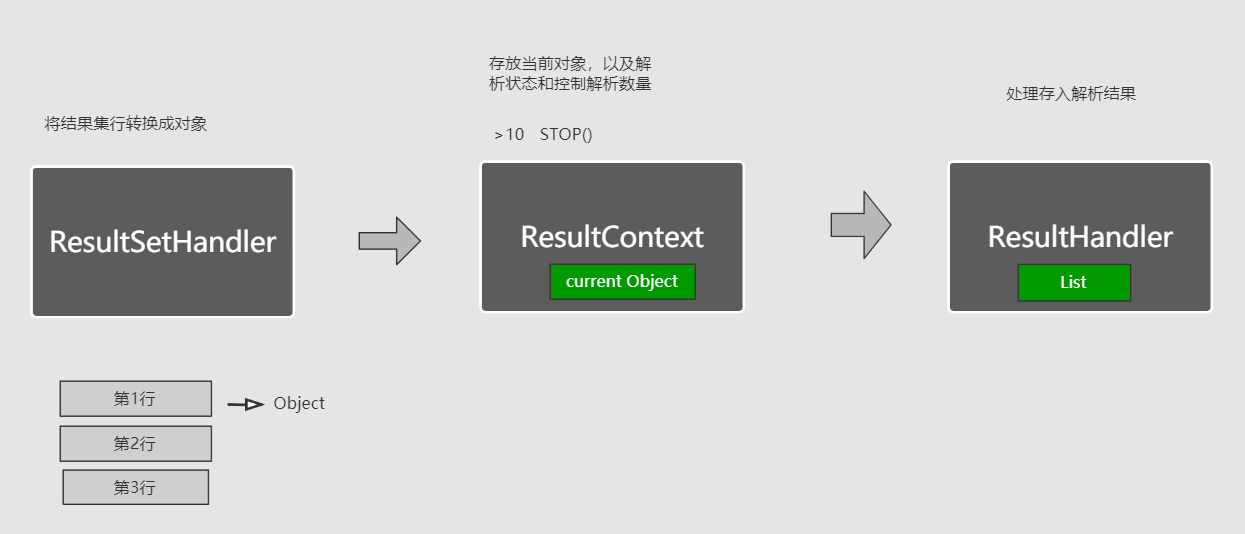 将结果集行转换成对象
存放当前对象，以及解
析状态和控制解析数量
>10 STOP()
处理存入解析结果
ResultSetHandler
ResultContext
current Object
ResultHandler
List
第1行
Object
第2行
第3行